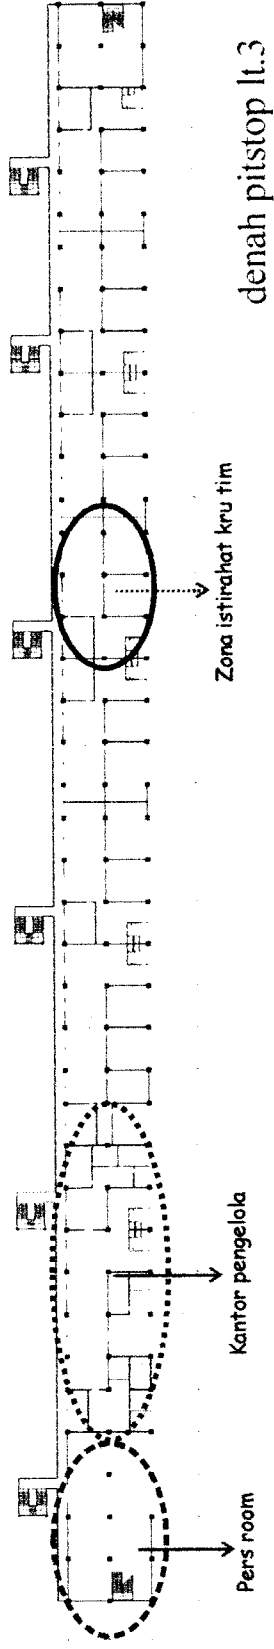 Pers room
Kantor pengelola
Zona istirahat kru tim
denah pitstop lt.3